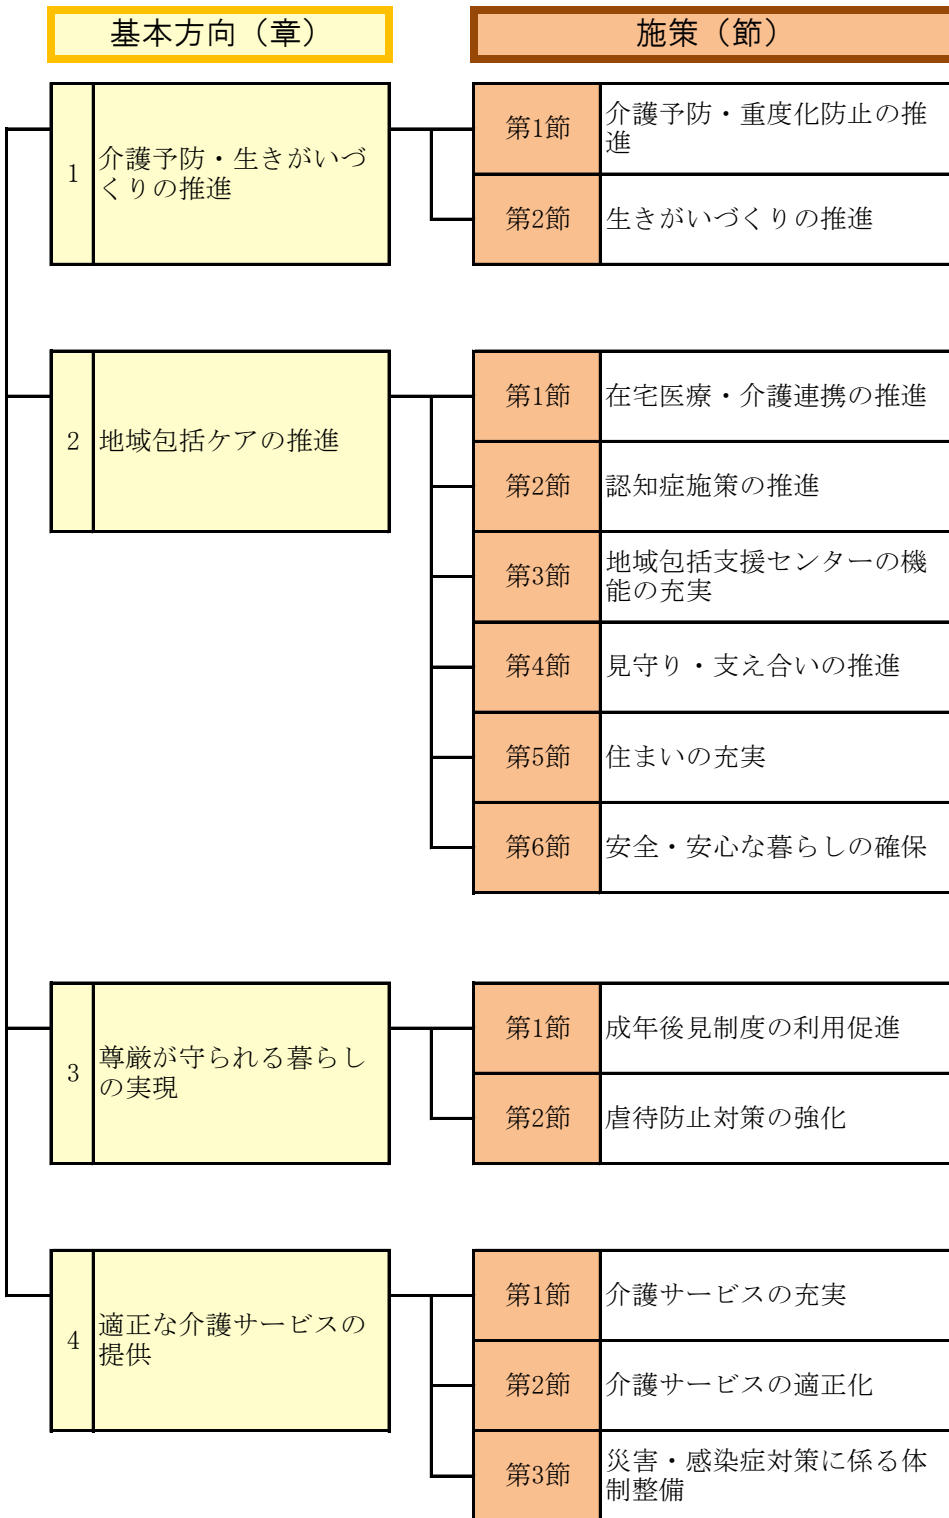 基本方向（章）
施策（節）
1
介護予防・生きがいづ
くりの推進
第1節
介護予防・重度化防止の推
進
第2節
生きがいづくりの推進
2
地域包括ケアの推進
第1節
在宅医療・介護連携の推進
第2節
認知症施策の推進
第3節
地域包括支援センターの機
能の充実
第4節
見守り・支え合いの推進
第5節
住まいの充実
第6節
安全・安心な暮らしの確保
3
尊厳が守られる暮らし
の実現
第1節
成年後見制度の利用促進
第2節
虐待防止対策の強化
4
適正な介護サービスの
提供
第1節
介護サービスの充実
第2節
介護サービスの適正化
第3節
災害・感染症対策に係る体
制整備